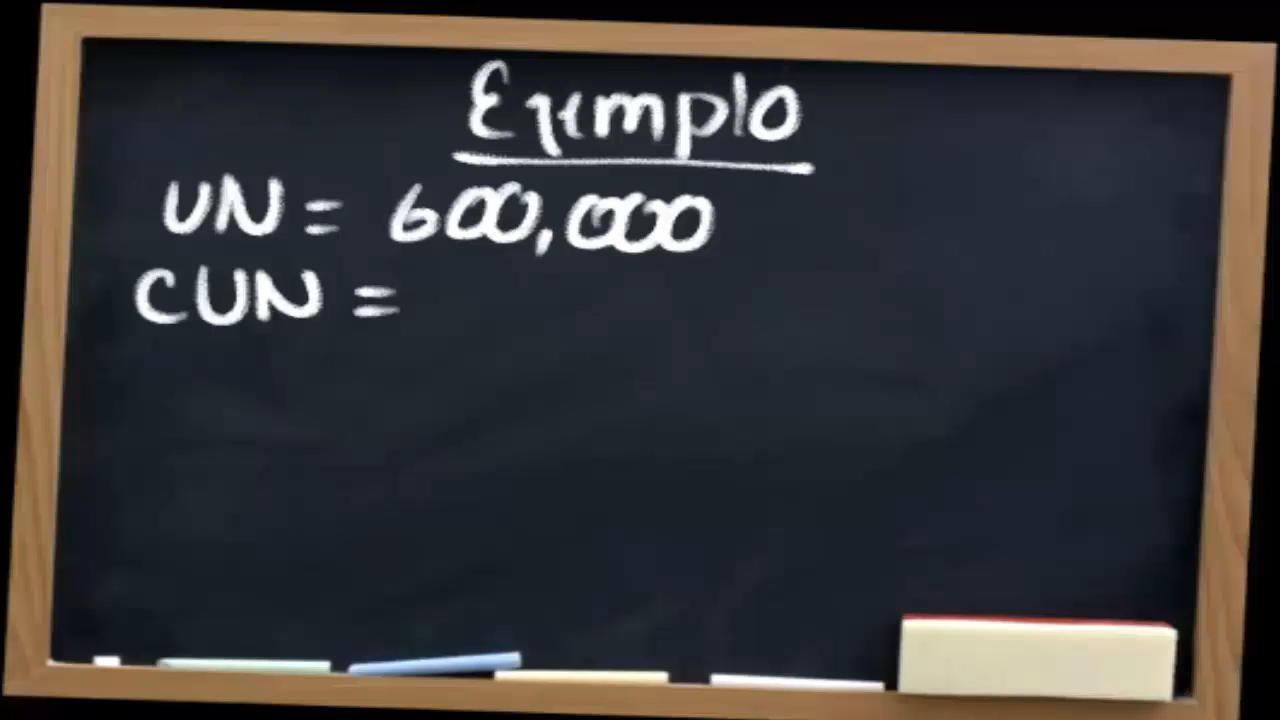 Ejemplo
UN = 600,000
CUN =